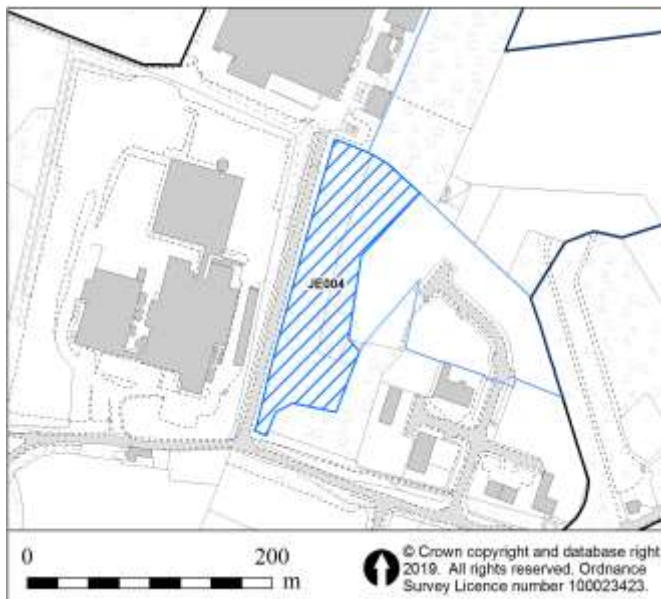 JE004
0 200
m
© Crown copyright and database right
2019. All rights reserved. Ordnance
Survey Licence number 100023423.